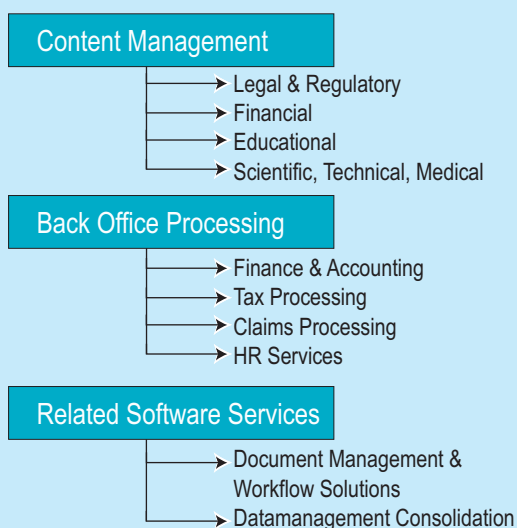 Content Management
Legal & Regulatory
Financial
Educational
Scientific, Technical, Medical
Back Office Processing
Finance & Accounting
Tax Processing
Claims Processing
HR Services
Related Software Services
Document Management &
Workflow Solutions
Datamanagement Consolidation